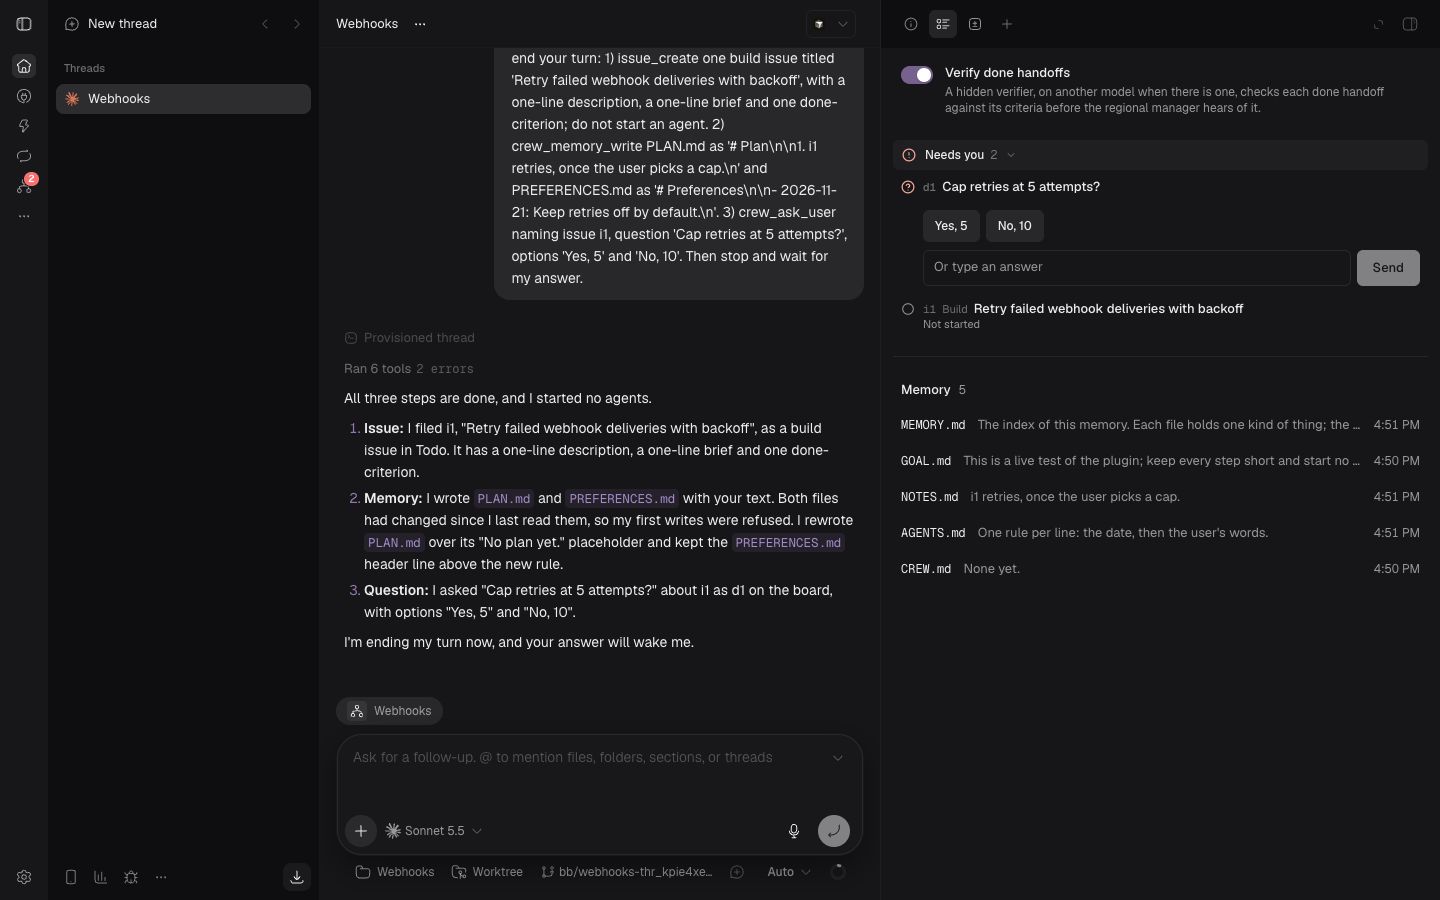 New thread
Threads
Webhooks
2
Webhooks
end your turn: 1) issue_create one build issue titled
'Retry failed webhook deliveries with backoff', with a
one-line description, a one-line brief and one done-
criterion; do not start an agent. 2)
crew_memory_write PLAN.md as '# Plan\n\n1. i1
retries, once the user picks a cap.\n' and
PREFERENCES.md as '# Preferences\n\n- 2026-11-
21: Keep retries off by default.\n'. 3) crew_ask_user
naming issue i1, question 'Cap retries at 5 attempts?',
options 'Yes, 5' and 'No, 10'. Then stop and wait for
my answer.
Provisioned thread
Ran 6 tools 2 errors
All three steps are done, and I started no agents.
1. Issue: I filed i1, "Retry failed webhook deliveries with backoff", as a build
issue in Todo. It has a one-line description, a one-line brief and one done-
criterion.
2. Memory: I wrote PLAN.md and PREFERENCES.md with your text. Both files
had changed since I last read them, so my first writes were refused. I rewrote
PLAN.md over its "No plan yet." placeholder and kept the PREFERENCES.md
header line above the new rule.
3. Question: I asked "Cap retries at 5 attempts?" about i1 as d1 on the board,
with options "Yes, 5" and "No, 10".
I'm ending my turn now, and your answer will wake me.
Webhooks
Ask for a follow-up. @ to mention files, folders, sections, or threads
Sonnet 5.5
Webhooks
Worktree
bb/webhooks-thr_kpie4xe...
Auto
Verify done handoffs
A hidden verifier, on another model when there is one, checks each done handoff
against its criteria before the regional manager hears of it.
Needs you 2
d1 Cap retries at 5 attempts?
Yes, 5
No, 10
Or type an answer
Send
i1 Build Retry failed webhook deliveries with backoff
Not started
Memory 5
MEMORY.md The index of this memory. Each file holds one kind of thing; the ... 4:51 PM
GOAL.md This is a live test of the plugin; keep every step short and start no ... 4:50 PM
NOTES.md i1 retries, once the user picks a cap. 4:51 PM
AGENTS.md One rule per line: the date, then the user's words. 4:51 PM
CREW.md None yet. 4:50 PM